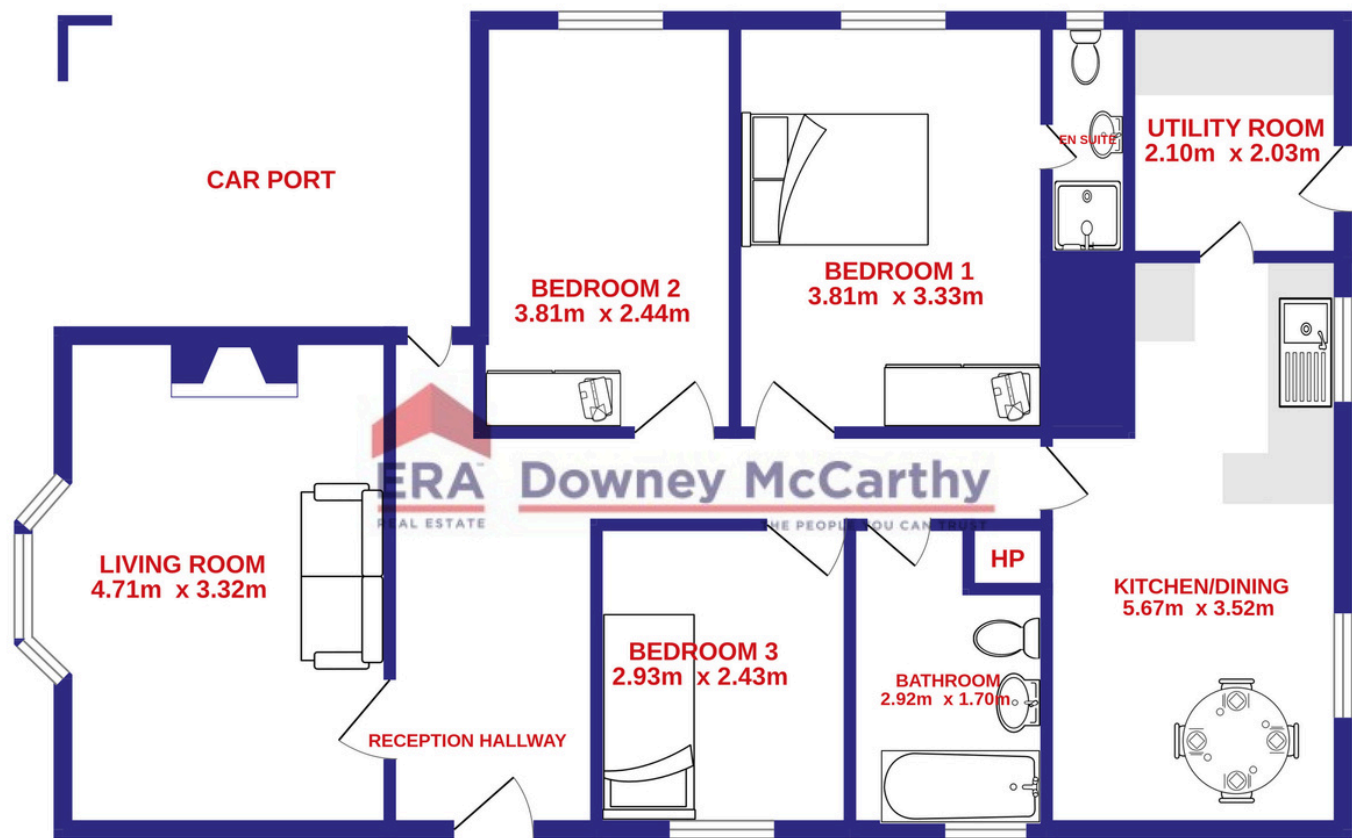 CAR PORT
BEDROOM 2
3.81m x 2.44m
BEDROOM 1
3.81m x 3.33m
EN SUITE
UTILITY ROOM
2.10m x 2.03m
ERA
REAL ESTATE
Downey McCarthy
THE PEOPLE YOU CAN TRUST
LIVING ROOM
4.71m x 3.32m
RECEPTION HALLWAY
BEDROOM 3
2.93m x 2.43m
HP
BATHROOM
2.92m x 1.70m
KITCHEN/DINING
5.67m x 3.52m